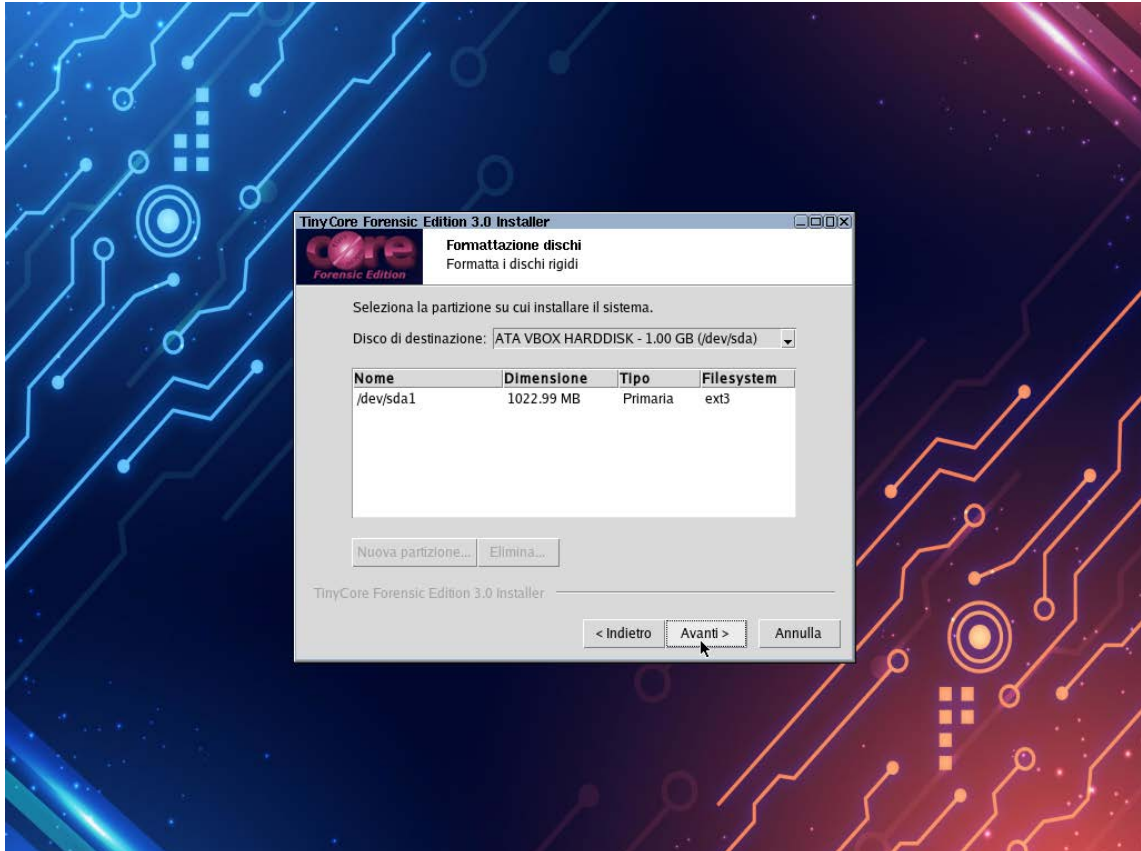 TinyCore Forensic Edition 3.0 Installer
core
Forensic Edition
Formattazione dischi
Formatta i dischi rigidi
Seleziona la partizione su cui installare il sistema.
Disco di destinazione: ATA VBOX HARDDISK - 1.00 GB (/dev/sda)
Nome Dimensione Tipo Filesystem
/dev/sda1 1022.99 MB Primaria ext3
Nuova partizione... Elimina...
TinyCore Forensic Edition 3.0 Installer
< Indietro Avanti > Annulla